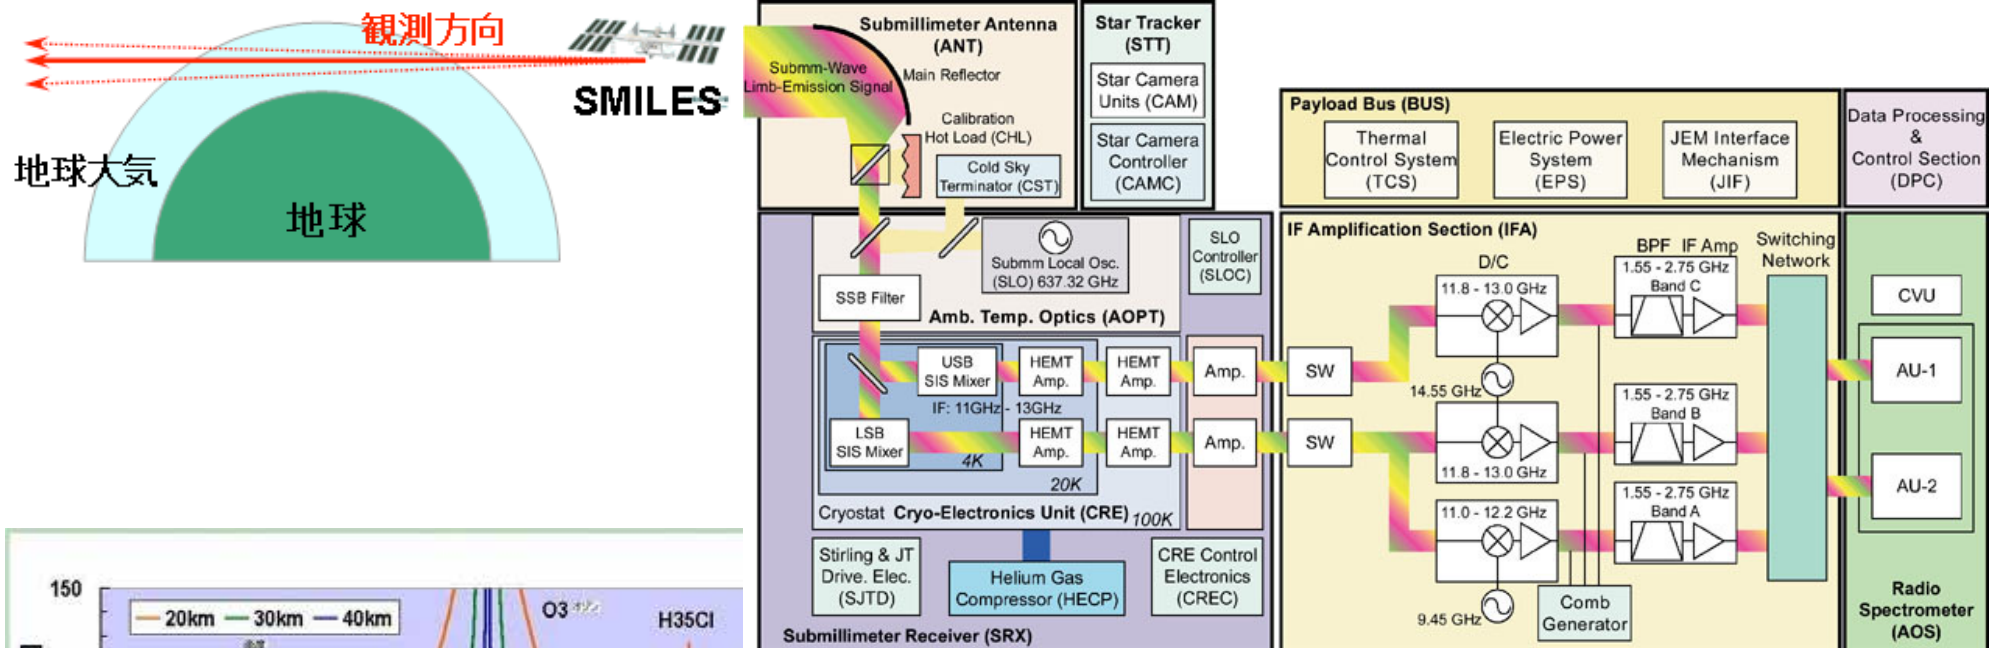 観測方向
SMILES
地球大気
地球
150
20km
30km
40km
O3
H35Cl
Submillimeter Antenna
(ANT)
Submm-Wave
Limb-Emission Signal
Main Reflector
Calibration
Hot Load (CHL)
Cold Sky
Terminator (CST)
Star Tracker
(STT)
Star Camera
Units (CAM)
Star Camera
Controller
(CAMC)
Payload Bus (BUS)
Thermal
Control System
(TCS)
Electric Power
System
(EPS)
JEM Interface
Mechanism
(JIF)
Data Processing
&
Control Section
(DPC)
Submm Local Osc.
(SLO) 637.32 GHz
SLO
Controller
(SLOC)
SSB Filter
Amb. Temp. Optics (AOPT)
USB
SIS Mixer
HEMT
Amp.
HEMT
Amp.
Amp.
IF: 11GHz - 13GHz
LSB
SIS Mixer
HEMT
Amp.
HEMT
Amp.
Amp.
4K
20K
Cryostat Cryo-Electronics Unit (CRE)
100K
Stirling & JT
Drive. Elec.
(SJTD)
Helium Gas
Compressor (HECP)
CRE Control
Electronics
(CREC)
Submillimeter Receiver (SRX)
IF Amplification Section (IFA)
D/C
BPF IF Amp
Switching
Network
11.8 - 13.0 GHz
1.55 - 2.75 GHz
Band C
SW
14.55 GHz
SW
11.8 - 13.0 GHz
1.55 - 2.75 GHz
Band B
11.0 - 12.2 GHz
1.55 - 2.75 GHz
Band A
9.45 GHz
Comb
Generator
CVU
AU-1
AU-2
Radio
Spectrometer
(AOS)